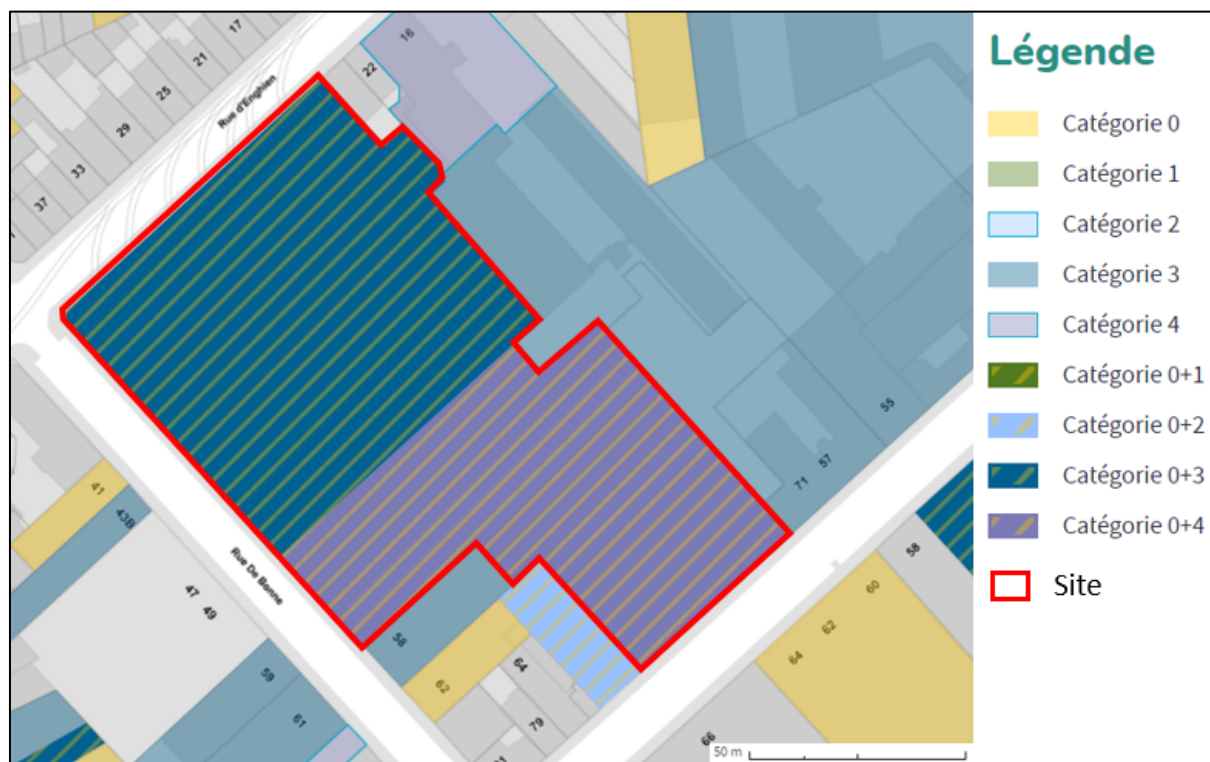 17
16
21
22
25
Rue d'Enghien
29
33
37
41
43B
47
49
Rue De Bonne
58
62
59
61
64
79
71
57
55
58
60
62
64
66
50 m
Légende
Catégorie 0
Catégorie 1
Catégorie 2
Catégorie 3
Catégorie 4
Catégorie 0+1
Catégorie 0+2
Catégorie 0+3
Catégorie 0+4
Site